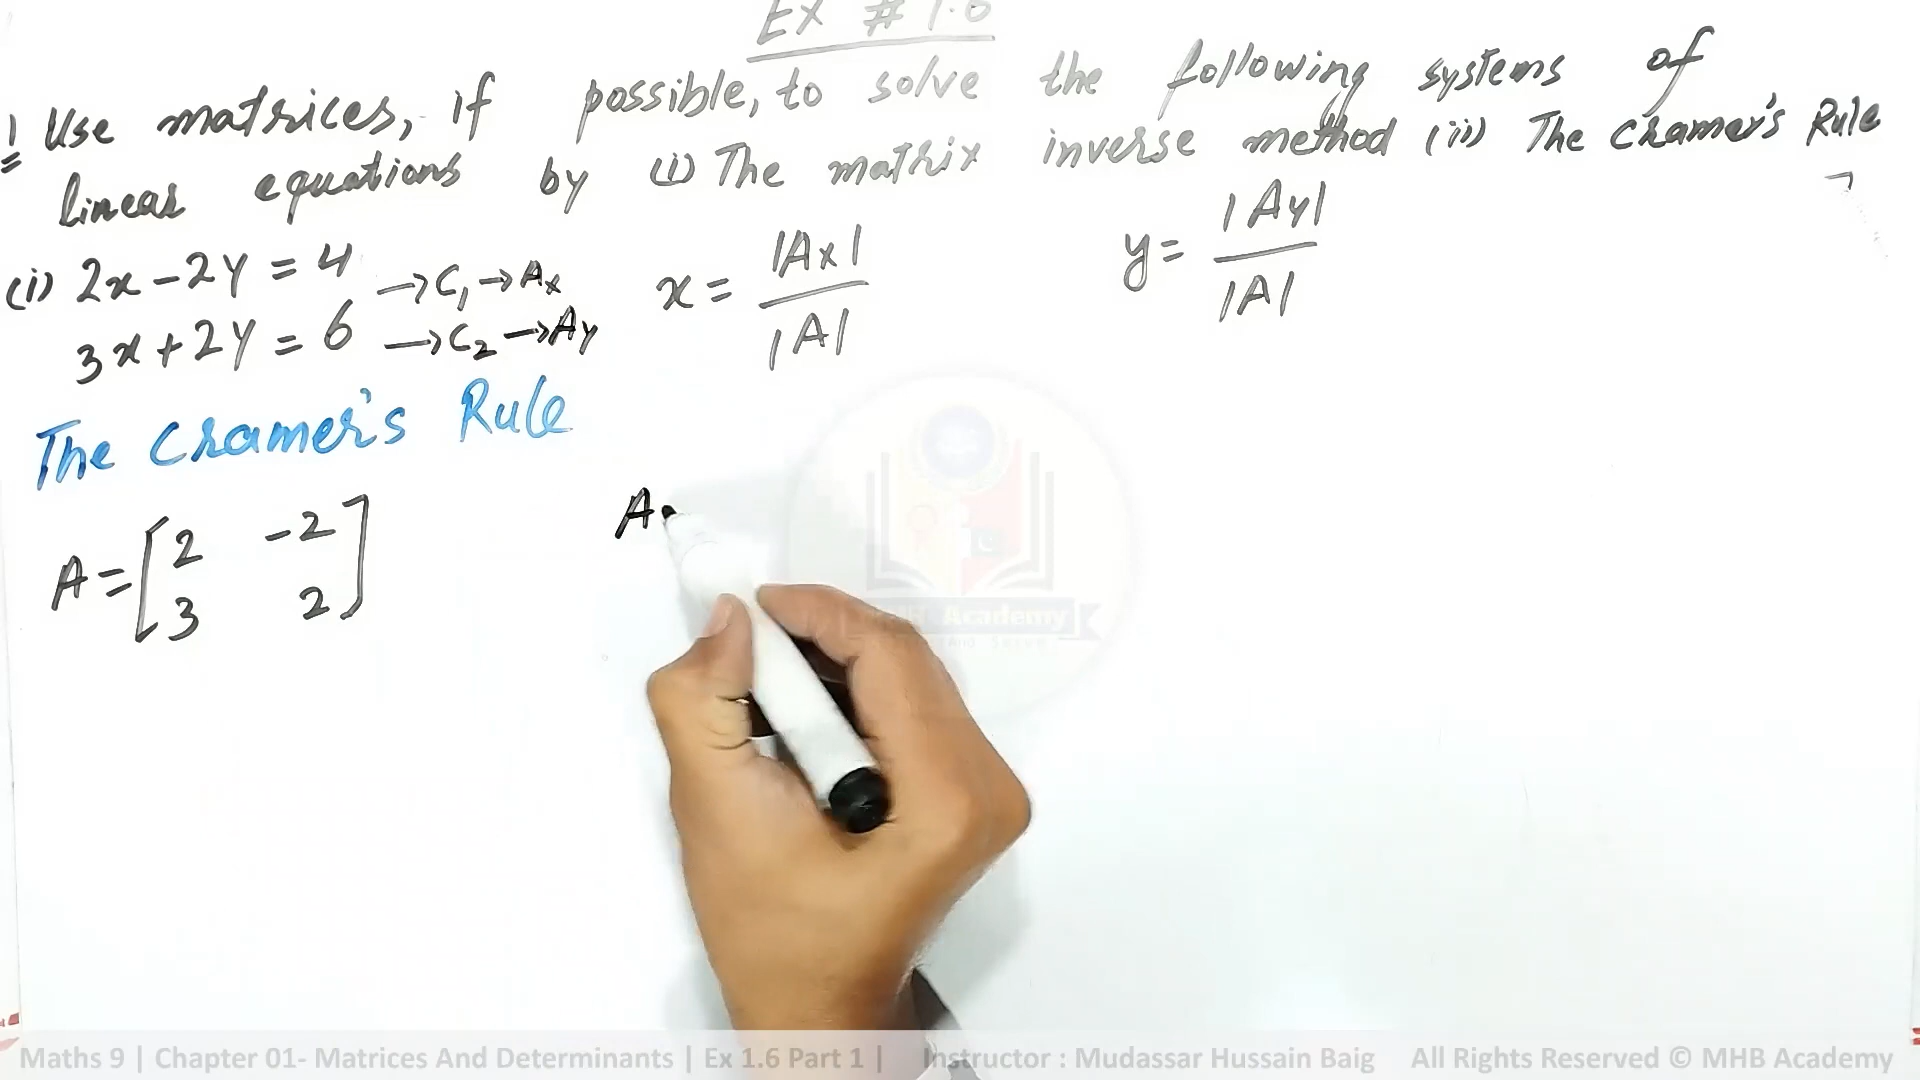 Ex # 1.6
1 Use matrices, if possible, to solve the following systems of
linear equations by (i) The matrix inverse method (ii) The Cramer's Rule
(i) 2x - 2y = 4 → C₁ → Ax
3x + 2y = 6 → C₂ → Ay
x = |Ax| / |A|
y = |Ay| / |A|
The Cramer's Rule
A = [2 -2
3 2]
A
Academy
Maths 9 | Chapter 01- Matrices And Determinants | Ex 1.6 Part 1 | Instructor : Mudassar Hussain Baig All Rights Reserved © MHB Academy